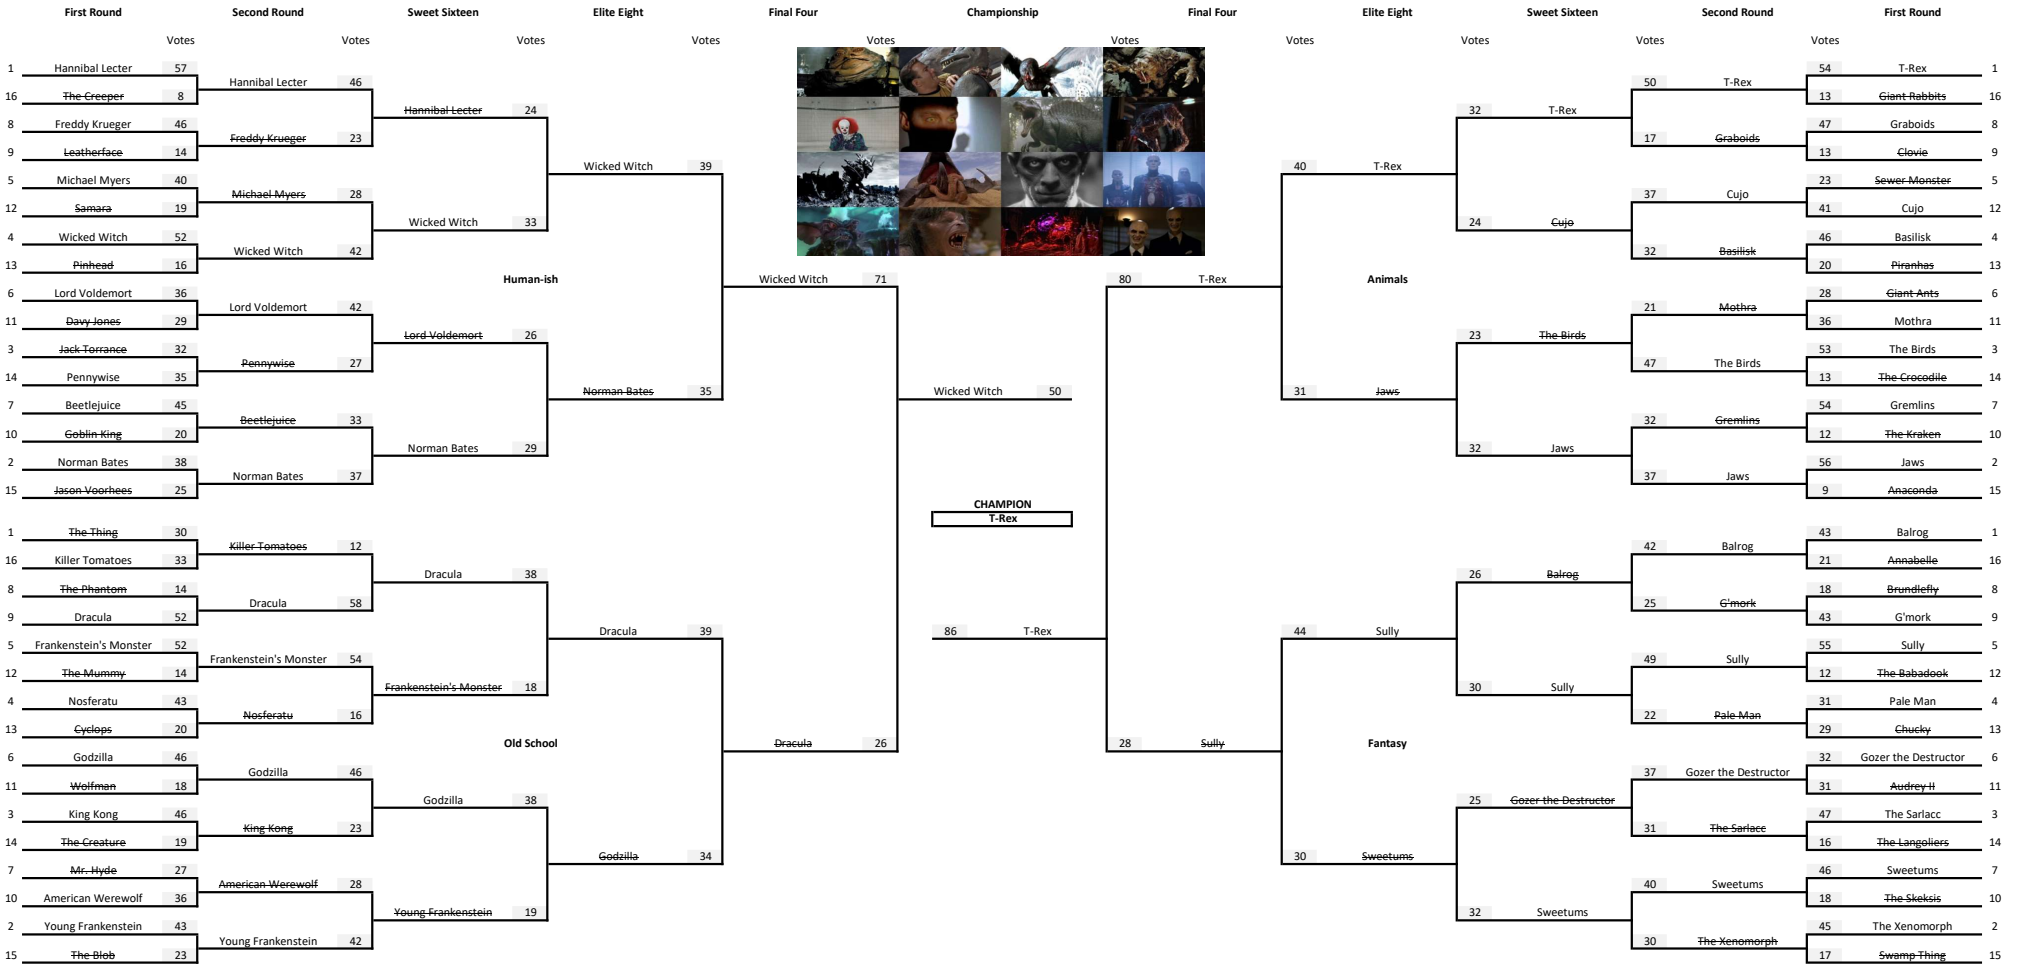 First Round Second Round Sweet Sixteen Elite Eight Final Four Championship Final Four Elite Eight Sweet Sixteen Second Round First Round
Votes Votes Votes Votes Votes Votes Votes Votes Votes Votes
1 Hannibal Lecter 57 54 T-Rex 1
Hannibal Lecter 46 50 T-Rex
16 The Creeper 8 13 Giant Rabbits 16
Hannibal Lecter 24 32 T-Rex
8 Freddy Krueger 46 47 Graboids 8
Freddy Krueger 23 17 Graboids
9 Leatherface 14 13 Clovie 9
Wicked Witch 39 40 T-Rex
5 Michael Myers 40 23 Sewer Monster 5
Michael Myers 28 37 Cujo
12 Samara 19 41 Cujo 12
Wicked Witch 33 24 Cujo
4 Wicked Witch 52 46 Basilisk 4
Wicked Witch 42 32 Basilisk
13 Pinhead 16 20 Piranhas 13
Human-ish Wicked Witch 71 80 T-Rex Animals
6 Lord Voldemort 36 28 Giant Ants 6
Lord Voldemort 42 21 Mothra
11 Davy Jones 29 36 Mothra 11
Lord Voldemort 26 23 The Birds
3 Jack Torrance 32 53 The Birds 3
Pennywise 27 47 The Birds
14 Pennywise 35 13 The Crocodile 14
Norman Bates 35 Wicked Witch 50 31 Jaws
7 Beetlejuice 45 54 Gremlins 7
Beetlejuice 33 32 Gremlins
10 Goblin King 20 12 The Kraken 10
Norman Bates 29 32 Jaws
2 Norman Bates 38 56 Jaws 2
Norman Bates 37 37 Jaws
15 Jason Voorhees 25 9 Anaconda 15
CHAMPION
T-Rex
1 The Thing 30 43 Balrog 1
Killer Tomatoes 12 42 Balrog
16 Killer Tomatoes 33 21 Annabelle 16
Dracula 38 26 Balrog
8 The Phantom 14 18 Brundlefly 8
Dracula 58 25 G'mork
9 Dracula 52 43 G'mork 9
Dracula 39 86 T-Rex 44 Sully
5 Frankenstein's Monster 52 55 Sully 5
Frankenstein's Monster 54 49 Sully
12 The Mummy 14 12 The Babadook 12
Frankenstein's Monster 18 30 Sully
4 Nosferatu 43 31 Pale Man 4
Nosferatu 16 22 Pale Man
13 Cyclops 20 29 Chucky 13
Old School Dracula 26 28 Sully Fantasy
6 Godzilla 46 32 Gozer the Destructor 6
Godzilla 46 37 Gozer the Destructor
11 Wolfman 18 31 Audrey II 11
Godzilla 38 25 Gozer the Destructor
3 King Kong 46 47 The Sarlacc 3
King Kong 23 31 The Sarlacc
14 The Creature 19 16 The Langoliers 14
Godzilla 34 30 Sweetums
7 Mr. Hyde 27 46 Sweetums 7
American Werewolf 28 40 Sweetums
10 American Werewolf 36 18 The Skeksis 10
Young Frankenstein 19 32 Sweetums
2 Young Frankenstein 43 45 The Xenomorph 2
Young Frankenstein 42 30 The Xenomorph
15 The Blob 23 17 Swamp Thing 15